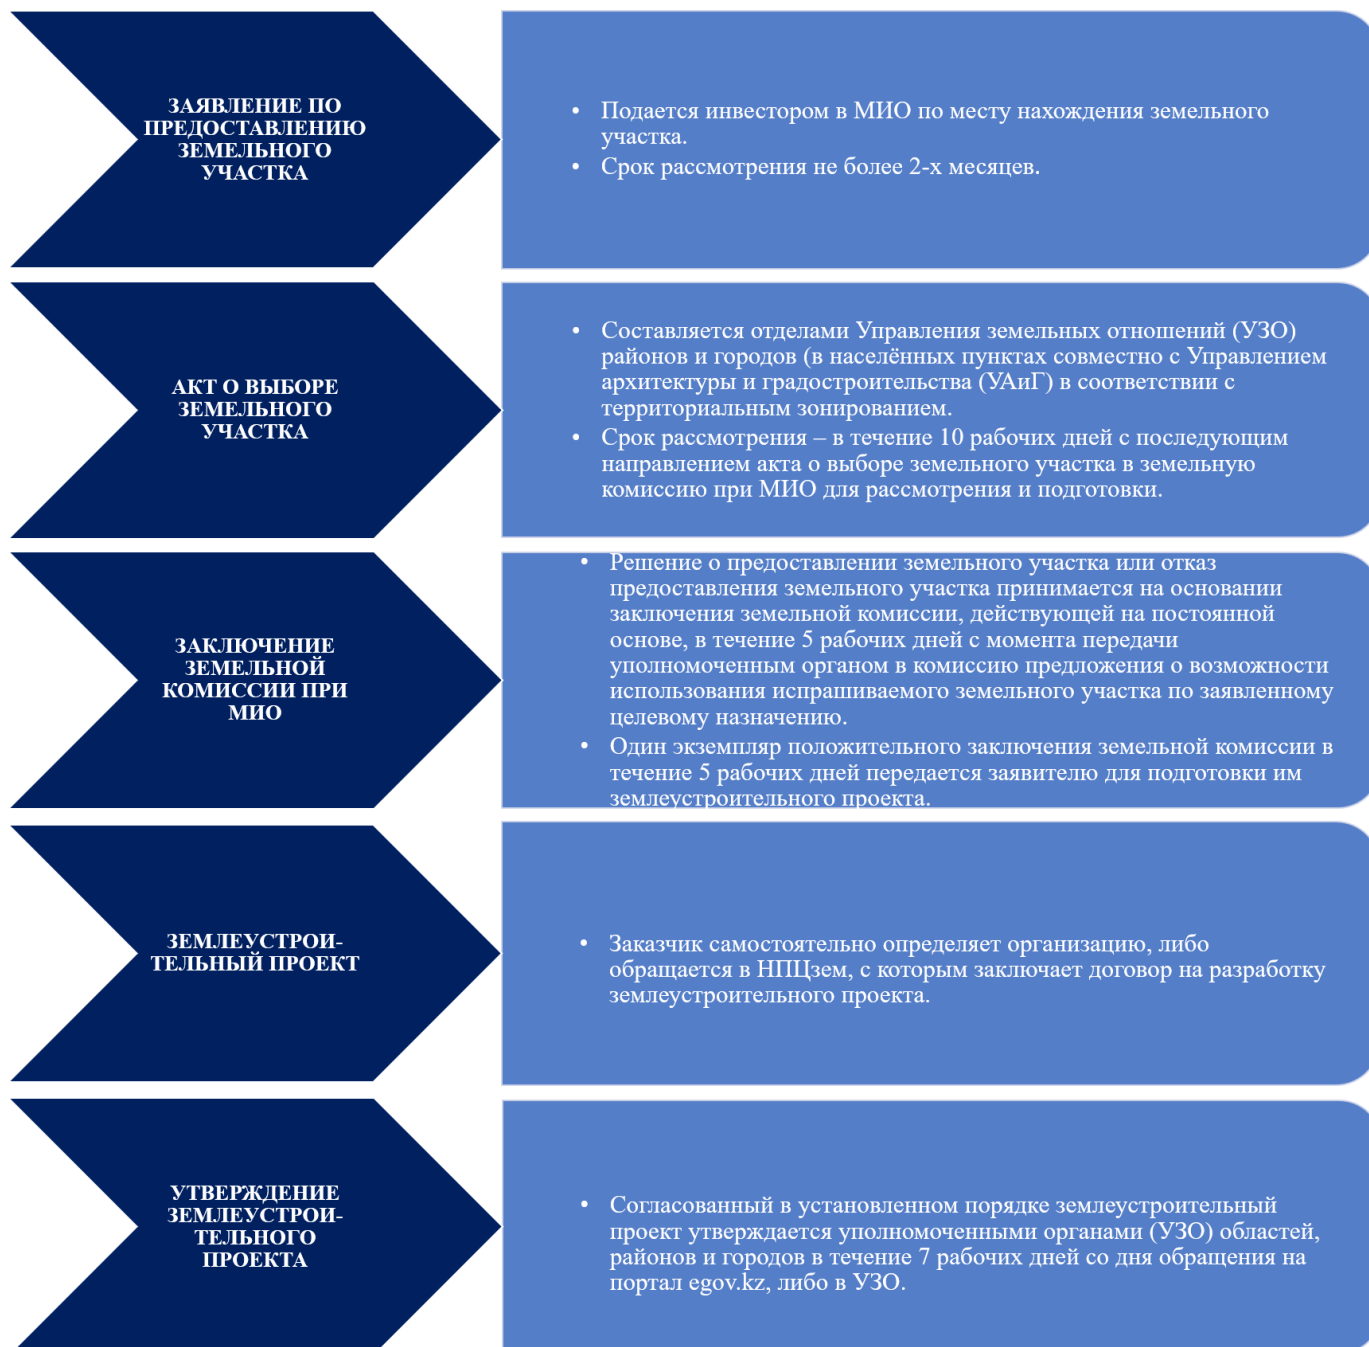 ЗАЯВЛЕНИЕ ПО
ПРЕДОСТАВЛЕНИЮ
ЗЕМЕЛЬНОГО
УЧАСТКА
• Подается инвестором в МИО по месту нахождения земельного
участка.
• Срок рассмотрения не более 2-х месяцев.
АКТ О ВЫБОРЕ
ЗЕМЕЛЬНОГО
УЧАСТКА
• Составляется отделами Управления земельных отношений (УЗО)
районов и городов (в населённых пунктах совместно с Управлением
архитектуры и градостроительства (УАиГ) в соответствии с
территориальным зонированием.
• Срок рассмотрения – в течение 10 рабочих дней с последующим
направлением акта о выборе земельного участка в земельную
комиссию при МИО для рассмотрения и подготовки.
ЗАКЛЮЧЕНИЕ
ЗЕМЕЛЬНОЙ
КОМИССИИ ПРИ
МИО
• Решение о предоставлении земельного участка или отказ
предоставления земельного участка принимается на основании
заключения земельной комиссии, действующей на постоянной
основе, в течение 5 рабочих дней с момента передачи
уполномоченным органом в комиссию предложения о возможности
использования испрашиваемого земельного участка по заявленному
целевому назначению.
• Один экземпляр положительного заключения земельной комиссии в
течение 5 рабочих дней передается заявителю для подготовки им
землеустроительного проекта.
ЗЕМЛЕУСТРОИ-
ТЕЛЬНЫЙ ПРОЕКТ
• Заказчик самостоятельно определяет организацию, либо
обращается в НПЦзем, с которым заключает договор на разработку
землеустроительного проекта.
УТВЕРЖДЕНИЕ
ЗЕМЛЕУСТРОИ-
ТЕЛЬНОГО
ПРОЕКТА
• Согласованный в установленном порядке землеустроительный
проект утверждается уполномоченными органами (УЗО) областей,
районов и городов в течение 7 рабочих дней со дня обращения на
портал egov.kz, либо в УЗО.